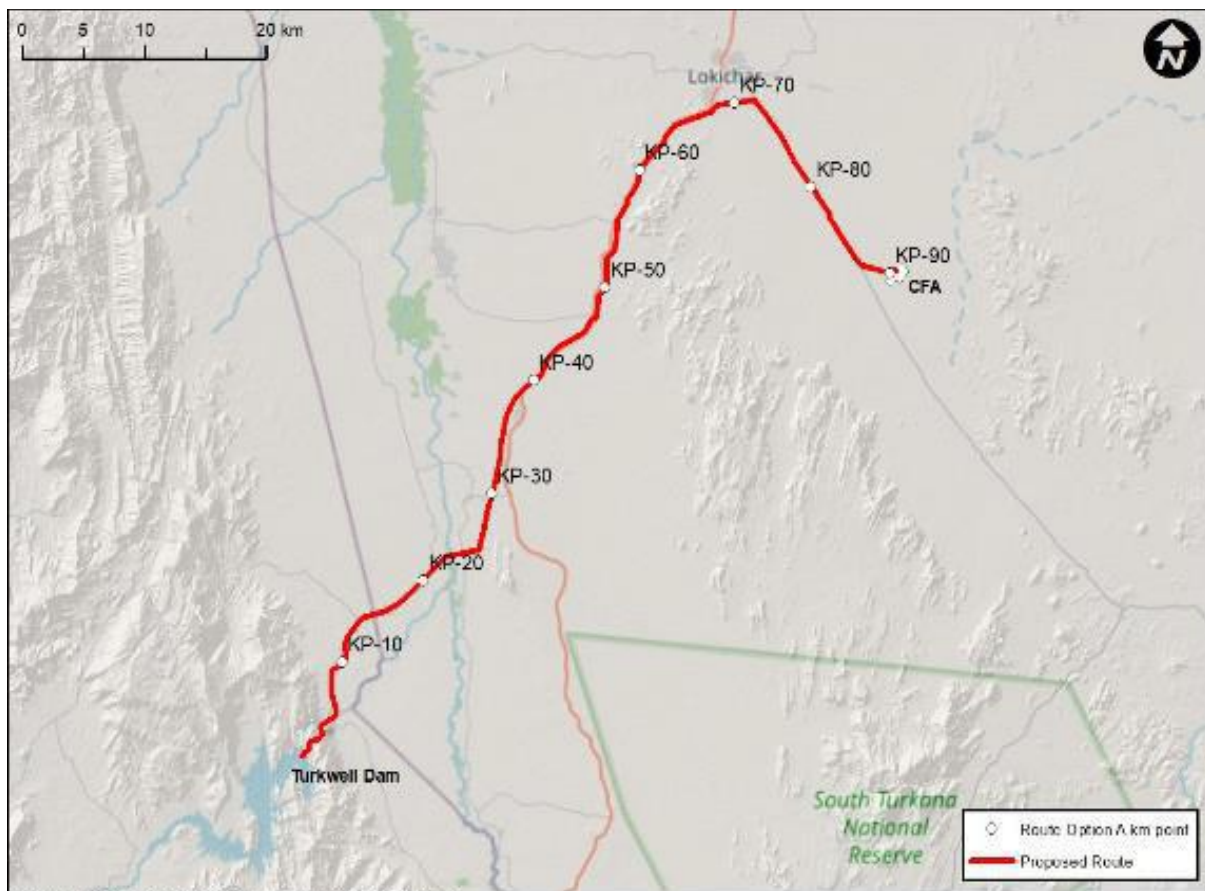 0 5 10 20 km
N
Lokichar
KP-70
KP-60
KP-80
KP-90
CFA
KP-50
KP-40
KP-30
KP-20
KP-10
Turkwell Dam
South Turkana
National
Reserve
Route Option A km point
Proposed Route